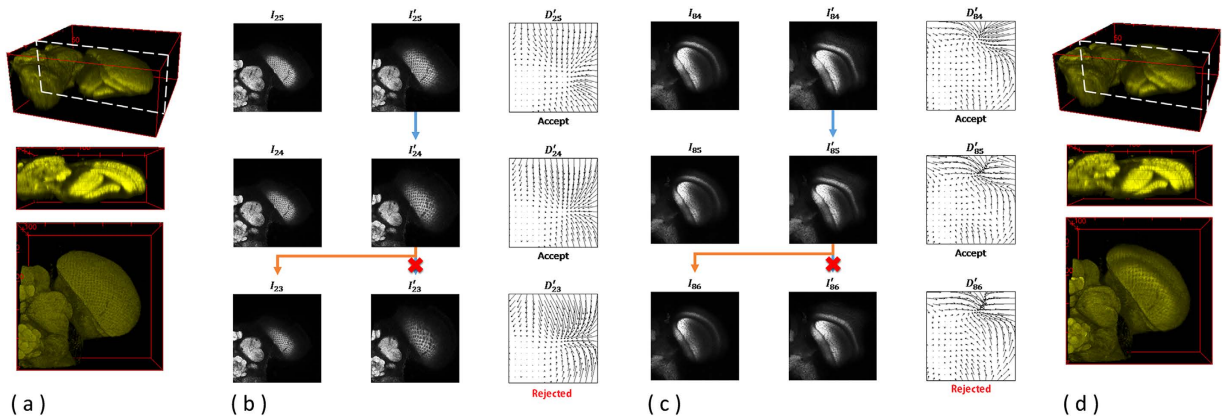 I25 I′25 D′25
Accept
I24 I′24 D′24
Accept
I23 I′23 D′23
Rejected
I84 I′84 D′84
Accept
I85 I′85 D′85
Accept
I86 I′86 D′86
Rejected
( a ) ( b ) ( c ) ( d )